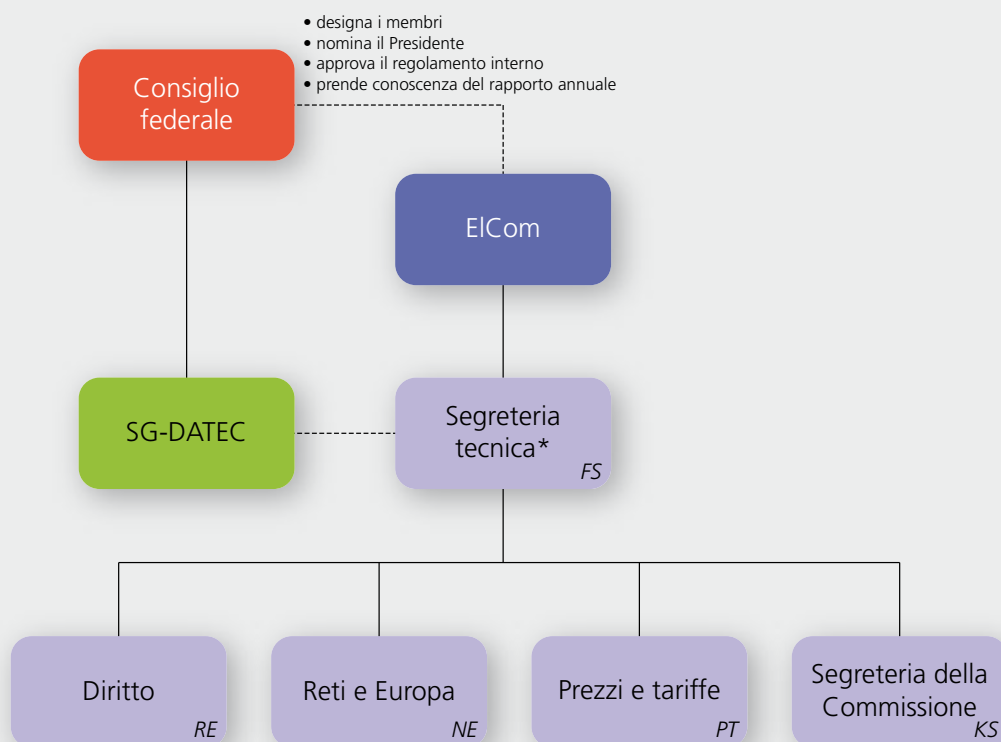 • designa i membri
• nomina il Presidente
• approva il regolamento interno
• prende conoscenza del rapporto annuale
Consiglio
federale
ElCom
SG-DATEC
Segreteria
tecnica*
FS
Diritto
RE
Reti e Europa
NE
Prezzi e tariffe
PT
Segreteria della
Commissione
KS